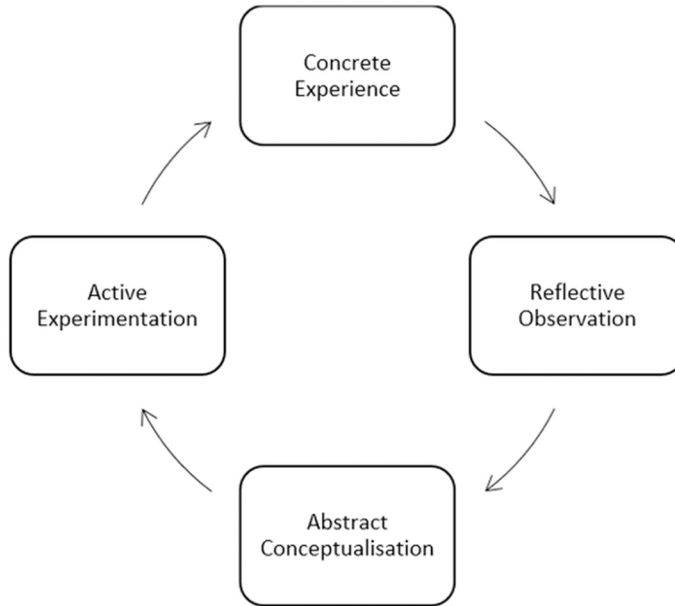 Concrete
Experience
Reflective
Observation
Abstract
Conceptualisation
Active
Experimentation